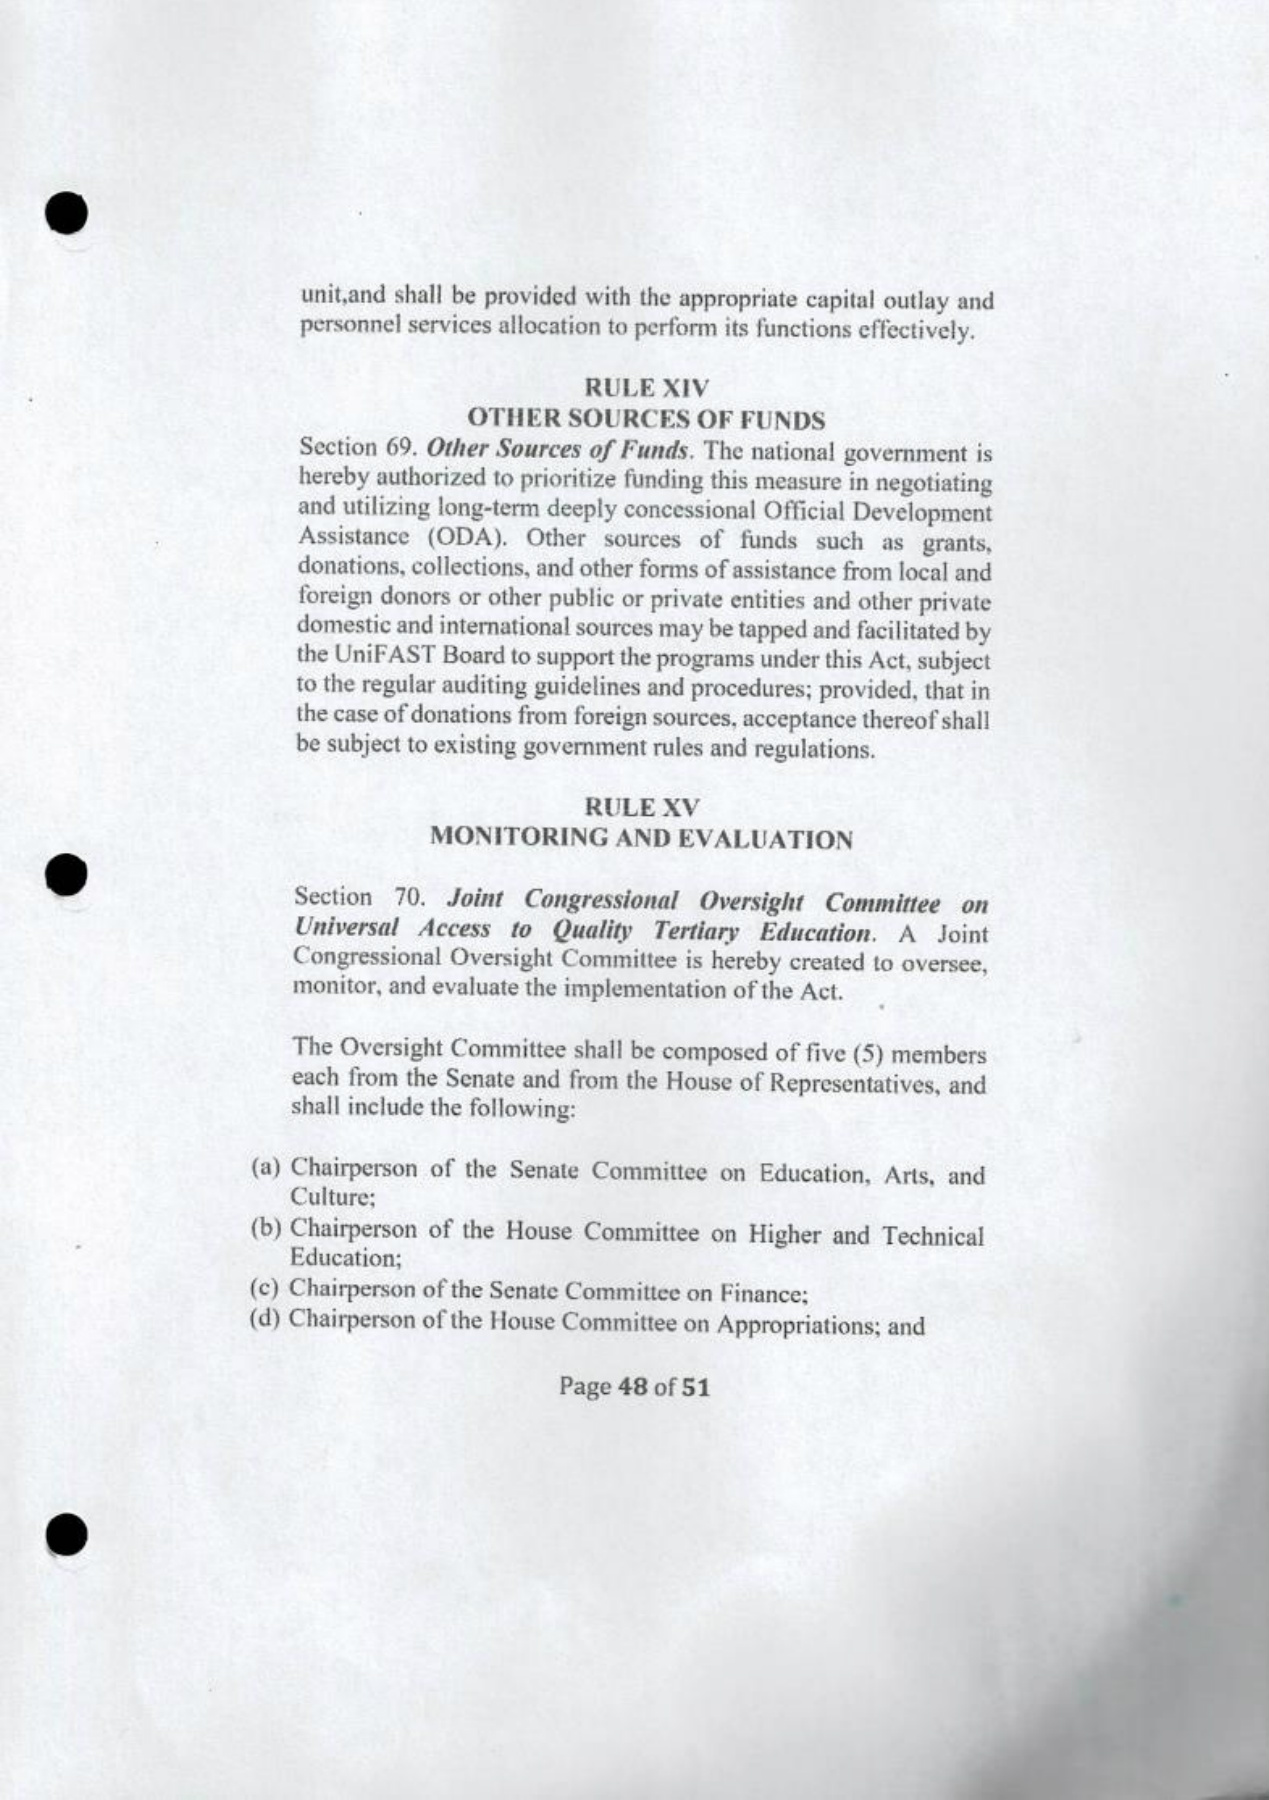 unit,and shall be provided with the appropriate capital outlay and
personnel services allocation to perform its functions effectively.
RULE XIV
OTHER SOURCES OF FUNDS
Section 69. Other Sources of Funds. The national government is
hereby authorized to prioritize funding this measure in negotiating
and utilizing long-term deeply concessional Official Development
Assistance (ODA). Other sources of funds such as grants,
donations, collections, and other forms of assistance from local and
foreign donors or other public or private entities and other private
domestic and international sources may be tapped and facilitated by
the UniFAST Board to support the programs under this Act, subject
to the regular auditing guidelines and procedures; provided, that in
the case of donations from foreign sources, acceptance thereof shall
be subject to existing government rules and regulations.
RULE XV
MONITORING AND EVALUATION
Section 70. Joint Congressional Oversight Committee on
Universal Access to Quality Tertiary Education. A Joint
Congressional Oversight Committee is hereby created to oversee,
monitor, and evaluate the implementation of the Act.
The Oversight Committee shall be composed of five (5) members
each from the Senate and from the House of Representatives, and
shall include the following:
(a) Chairperson of the Senate Committee on Education, Arts, and
Culture;
(b) Chairperson of the House Committee on Higher and Technical
Education;
(c) Chairperson of the Senate Committee on Finance;
(d) Chairperson of the House Committee on Appropriations; and
Page 48 of 51